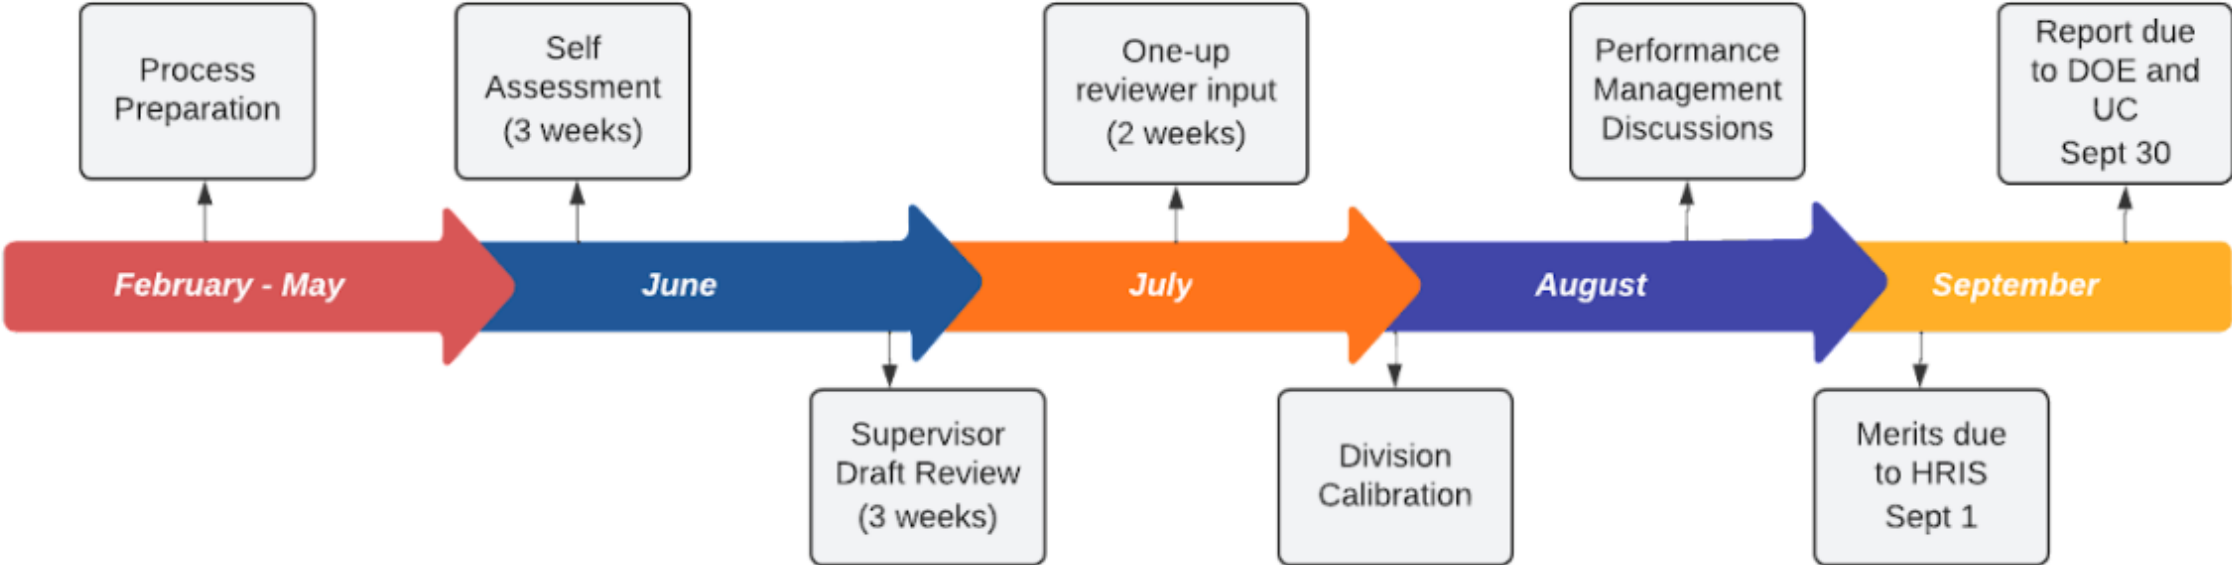 Process
Preparation
Self
Assessment
(3 weeks)
One-up
reviewer input
(2 weeks)
Performance
Management
Discussions
Report due
to DOE and
UC
Sept 30
February - May
June
July
August
September
Supervisor
Draft Review
(3 weeks)
Division
Calibration
Merits due
to HRIS
Sept 1